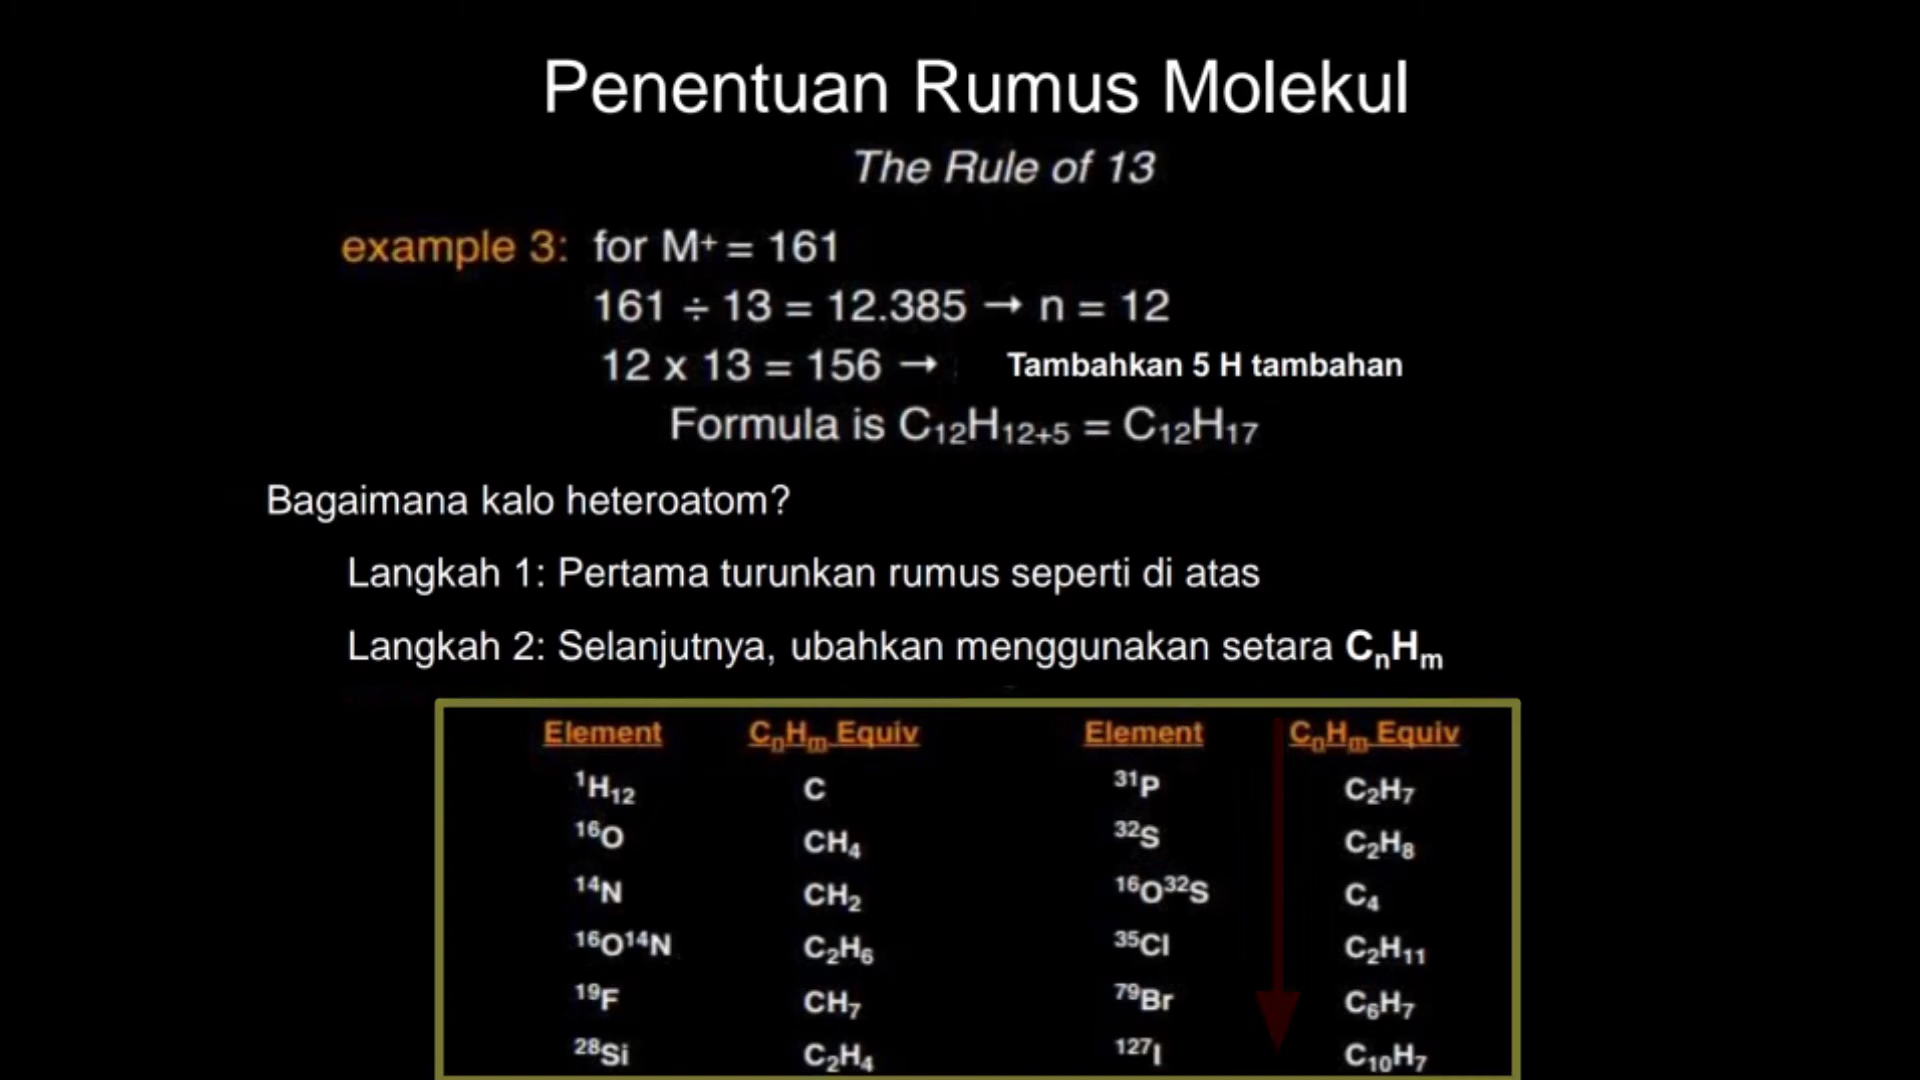 Penentuan Rumus Molekul
The Rule of 13
example 3: for M⁺ = 161
161 ÷ 13 = 12.385 → n = 12
12 x 13 = 156 → Tambahkan 5 H tambahan
Formula is C₁₂H₁₂₊₅ = C₁₂H₁₇
Bagaimana kalo heteroatom?
Langkah 1: Pertama turunkan rumus seperti di atas
Langkah 2: Selanjutnya, ubahkan menggunakan setara CₙHₘ
Element CₙHₘ Equiv Element CₙHₘ Equiv
¹H₁₂ C ³¹P C₂H₇
¹⁶O CH₄ ³²S C₂H₈
¹⁴N CH₂ ¹⁶O³²S C₄
¹⁶O¹⁴N C₂H₆ ³⁵Cl C₂H₁₁
¹⁹F CH₇ ⁷⁹Br C₆H₇
²⁸Si C₂H₄ ¹²⁷I C₁₀H₇